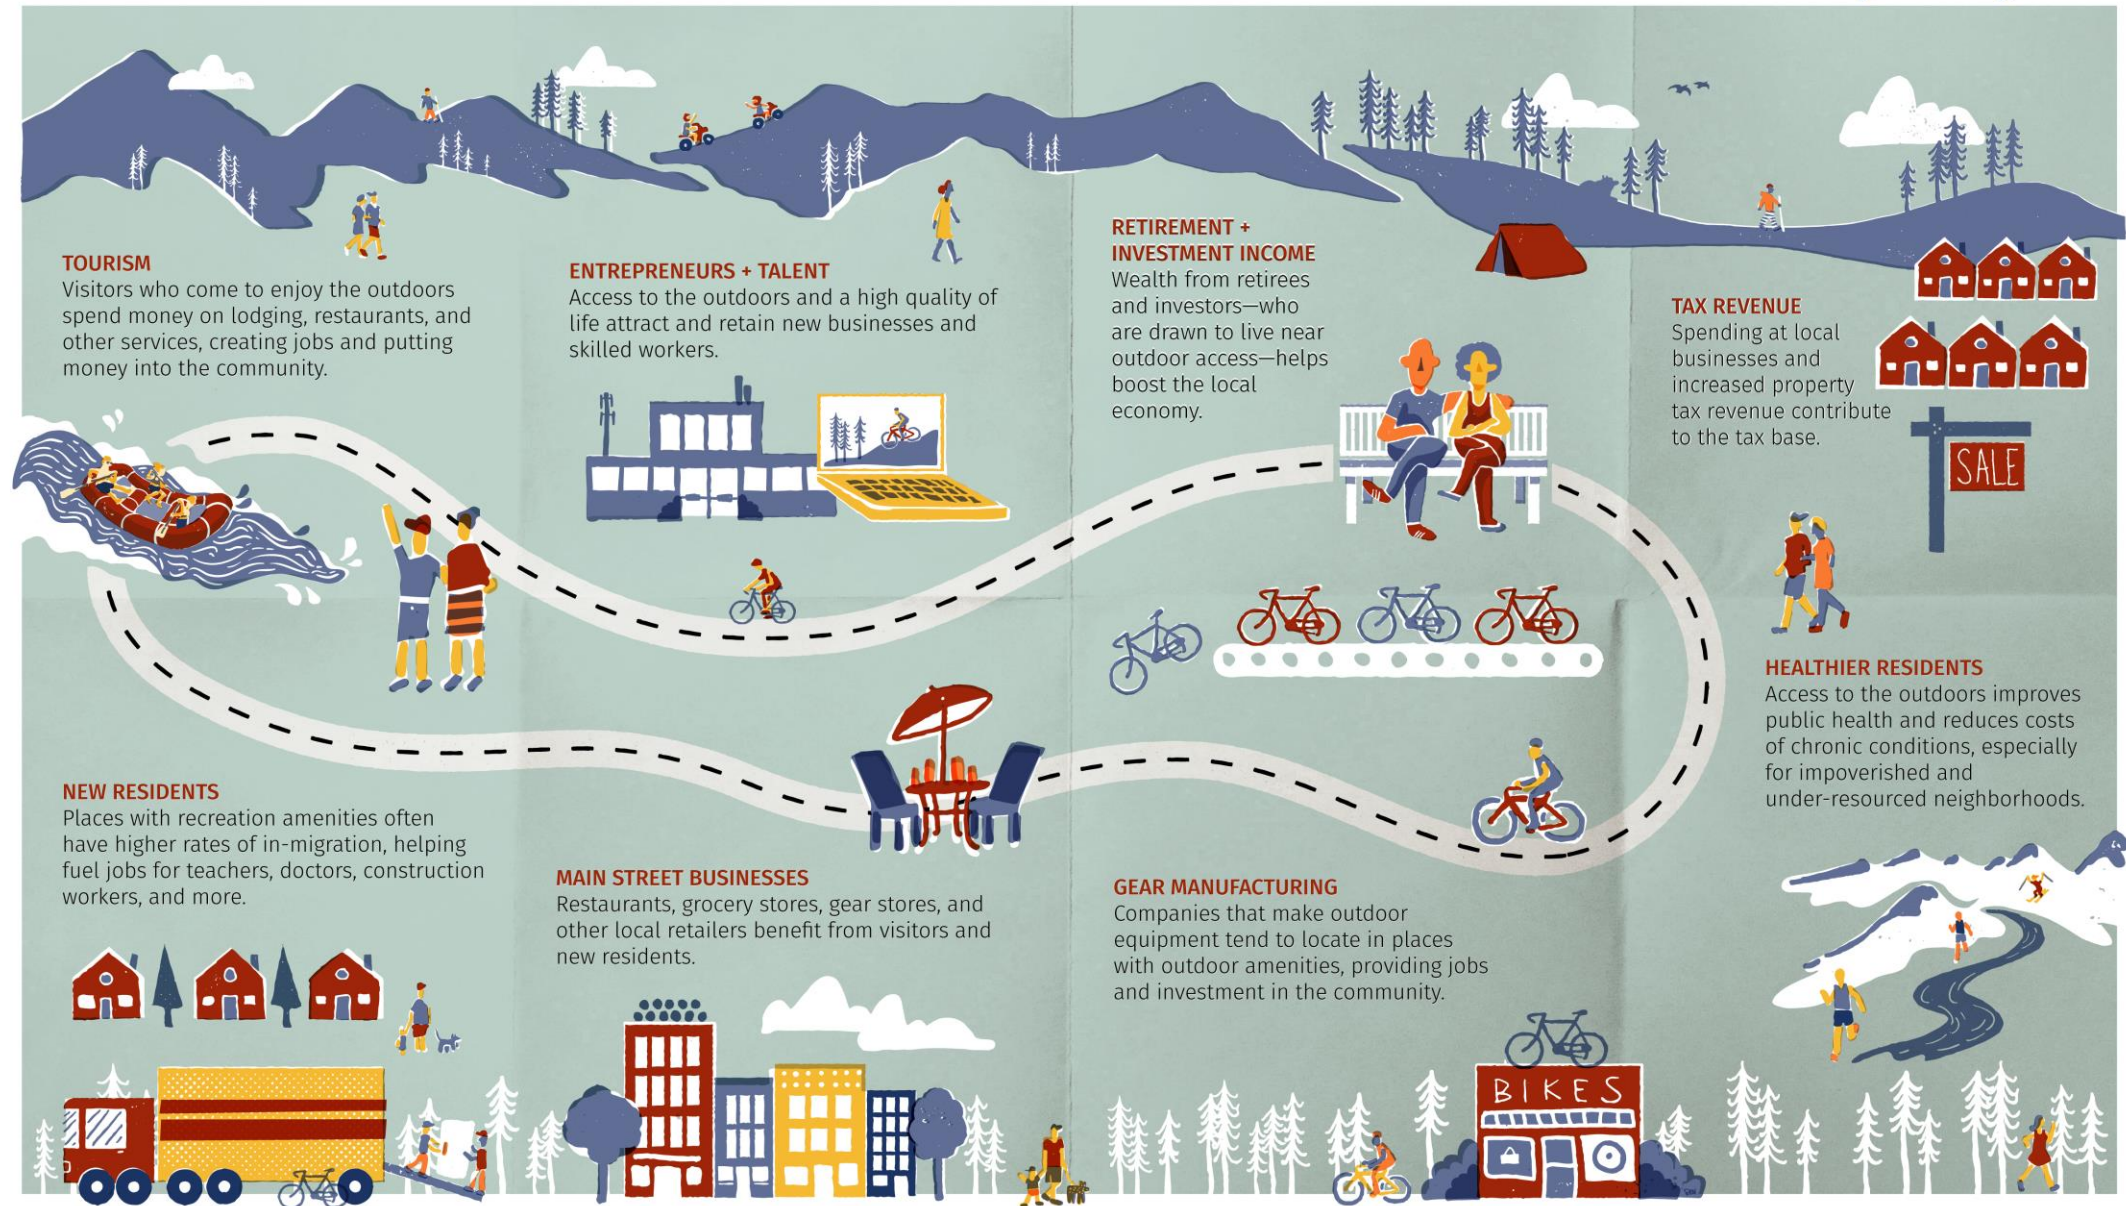 TOURISM
Visitors who come to enjoy the outdoors
spend money on lodging, restaurants, and
other services, creating jobs and putting
money into the community.
ENTREPRENEURS + TALENT
Access to the outdoors and a high quality of
life attract and retain new businesses and
skilled workers.
RETIREMENT +
INVESTMENT INCOME
Wealth from retirees
and investors—who
are drawn to live near
outdoor access—helps
boost the local
economy.
TAX REVENUE
Spending at local
businesses and
increased property
tax revenue contribute
to the tax base.
SALE
HEALTHIER RESIDENTS
Access to the outdoors improves
public health and reduces costs
of chronic conditions, especially
for impoverished and
under-resourced neighborhoods.
NEW RESIDENTS
Places with recreation amenities often
have higher rates of in-migration, helping
fuel jobs for teachers, doctors, construction
workers, and more.
MAIN STREET BUSINESSES
Restaurants, grocery stores, gear stores, and
other local retailers benefit from visitors and
new residents.
GEAR MANUFACTURING
Companies that make outdoor
equipment tend to locate in places
with outdoor amenities, providing jobs
and investment in the community.
BIKES